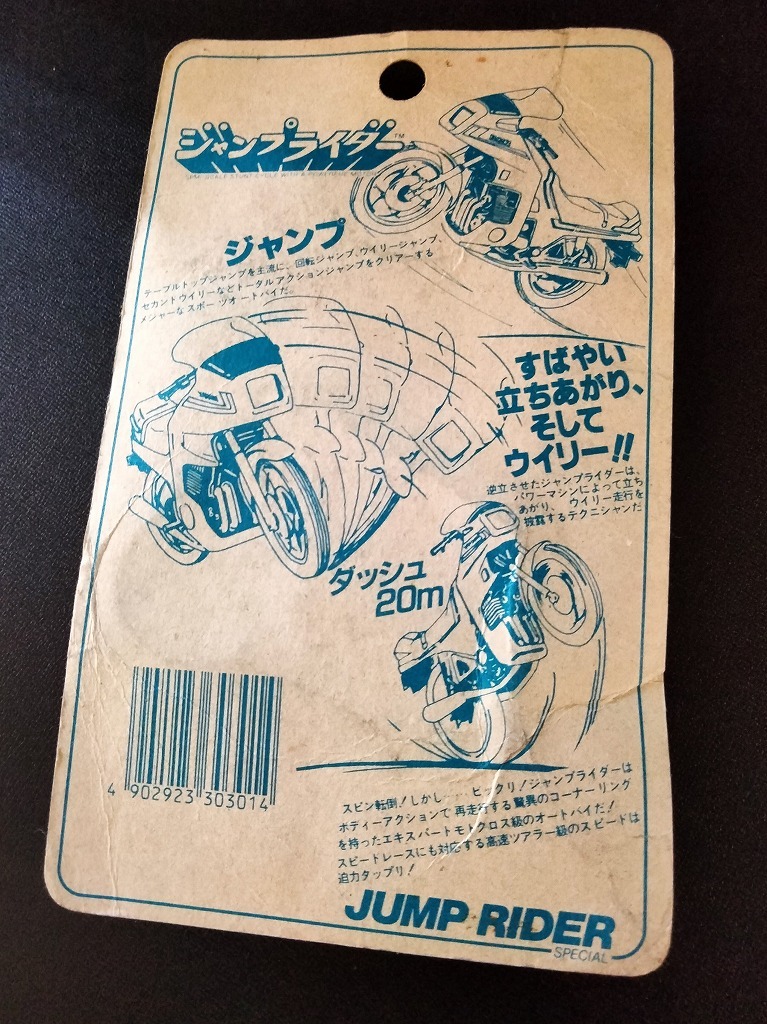 ジャンプライダー™
ジャンプ
テーブルトップジャンプを主流に、回転ジャンプ、ウイリージャンプ、
セカンドウイリーなどトータルアクションジャンプをクリアーする
メジャーなスポーツオートバイだ。
すばやい
立ちあがり、
そして
ウイリー!!
逆立させたジャンプライダーは、
パワーマシンによって立ち
あがり、ウイリー走行を
披露するテクニシャンだ
ダッシュ
20m
4 902923 303014
スピン転倒!しかし……ビックリ!ジャンプライダーは
ボディーアクションで再走行する驚異のコーナーリング
を持ったエキスパートモトクロス級のオートバイだ!
スピードレースにも対応する高速ツアラー級のスピードは
迫力タップリ!
JUMP RIDER
SPECIAL